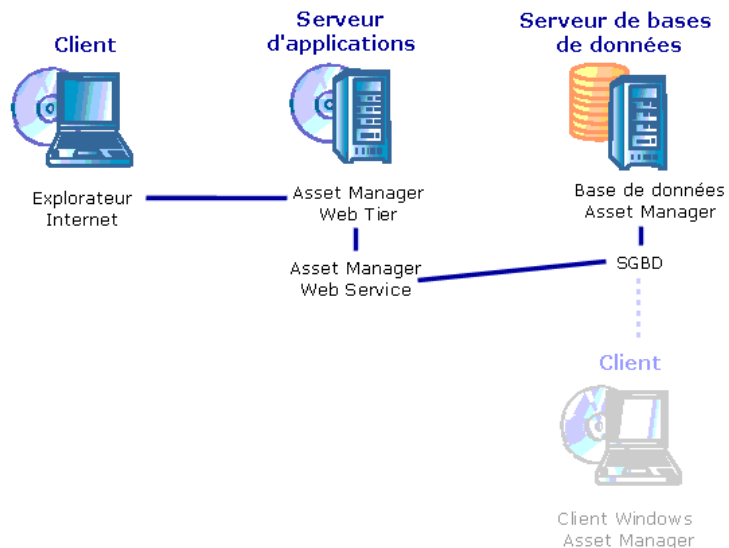 Client
Serveur
d'applications
Serveur de bases
de données
Explorateur
Internet
Asset Manager
Web Tier
Asset Manager
Web Service
Base de données
Asset Manager
SGBD
Client
Client Windows
Asset Manager